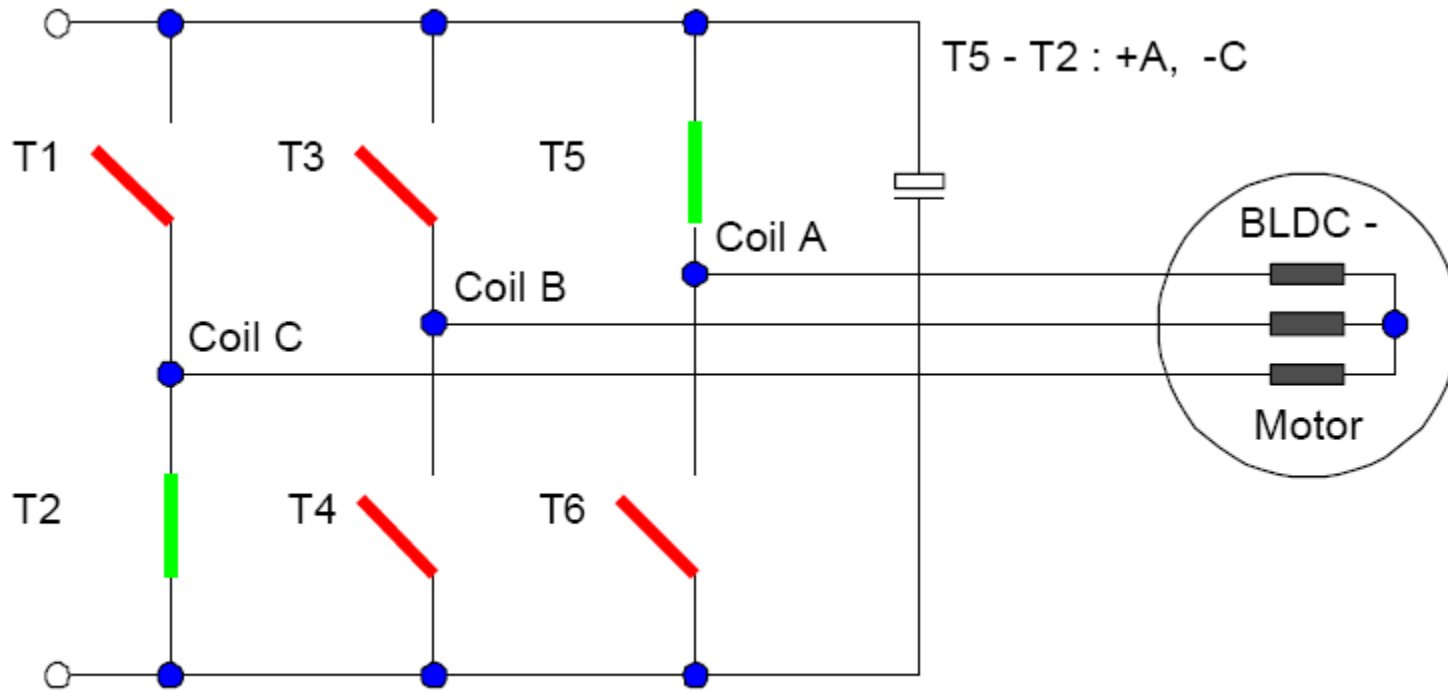 T5 - T2 : +A, -C
T1
T3
T5
Coil A
BLDC -
Coil B
Coil C
Motor
T2
T4
T6